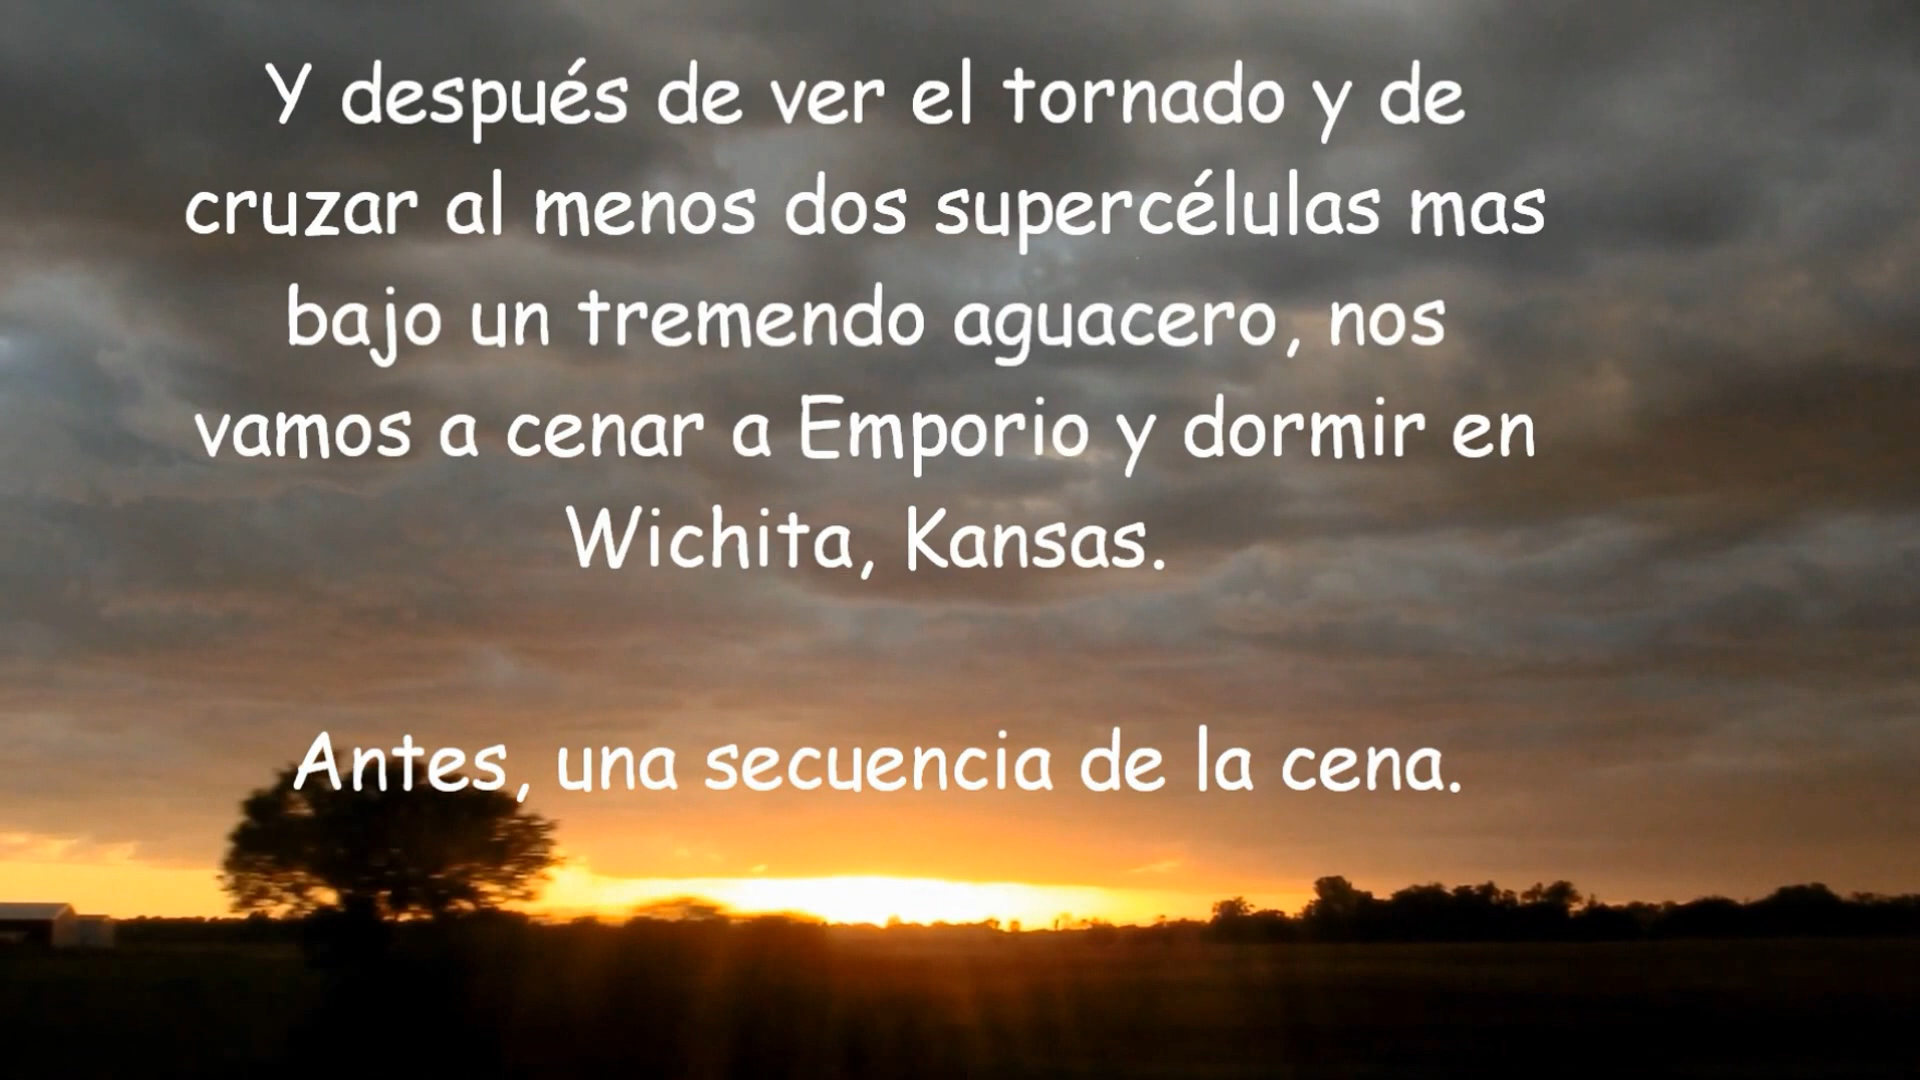 Y después de ver el tornado y de
cruzar al menos dos supercélulas mas
bajo un tremendo aguacero, nos
vamos a cenar a Emporio y dormir en
Wichita, Kansas.
Antes, una secuencia de la cena.